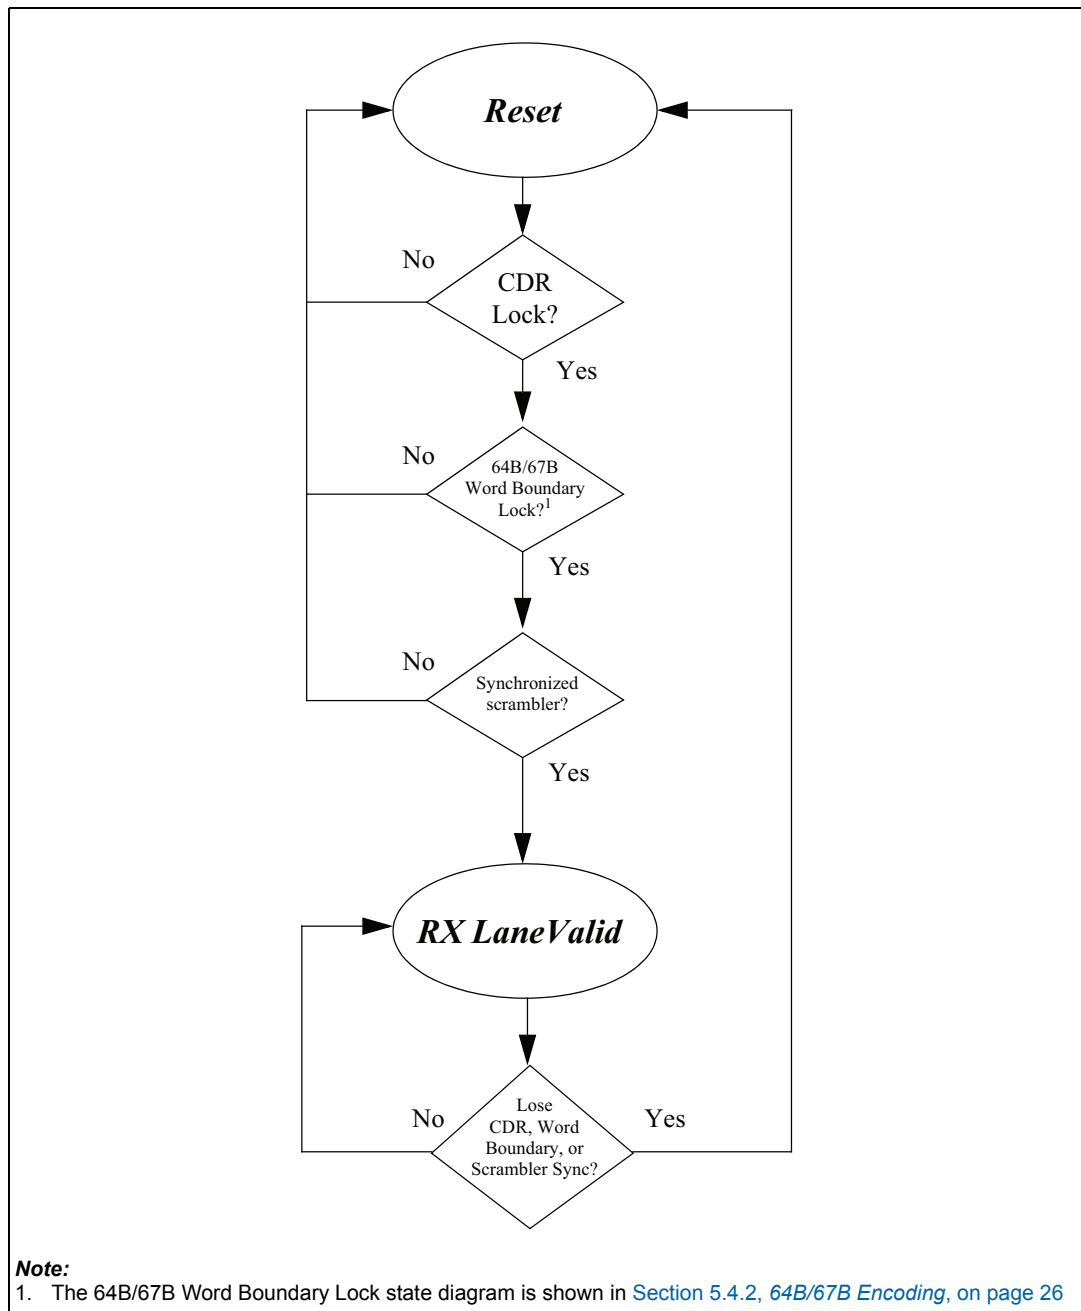 Reset
No
CDR
Lock?
Yes
No
64B/67B
Word Boundary
Lock?1
Yes
No
Synchronized
scrambler?
Yes
RX LaneValid
No
Lose
CDR, Word
Boundary, or
Scrambler Sync?
Yes
Note:
1. The 64B/67B Word Boundary Lock state diagram is shown in Section 5.4.2, 64B/67B Encoding, on page 26